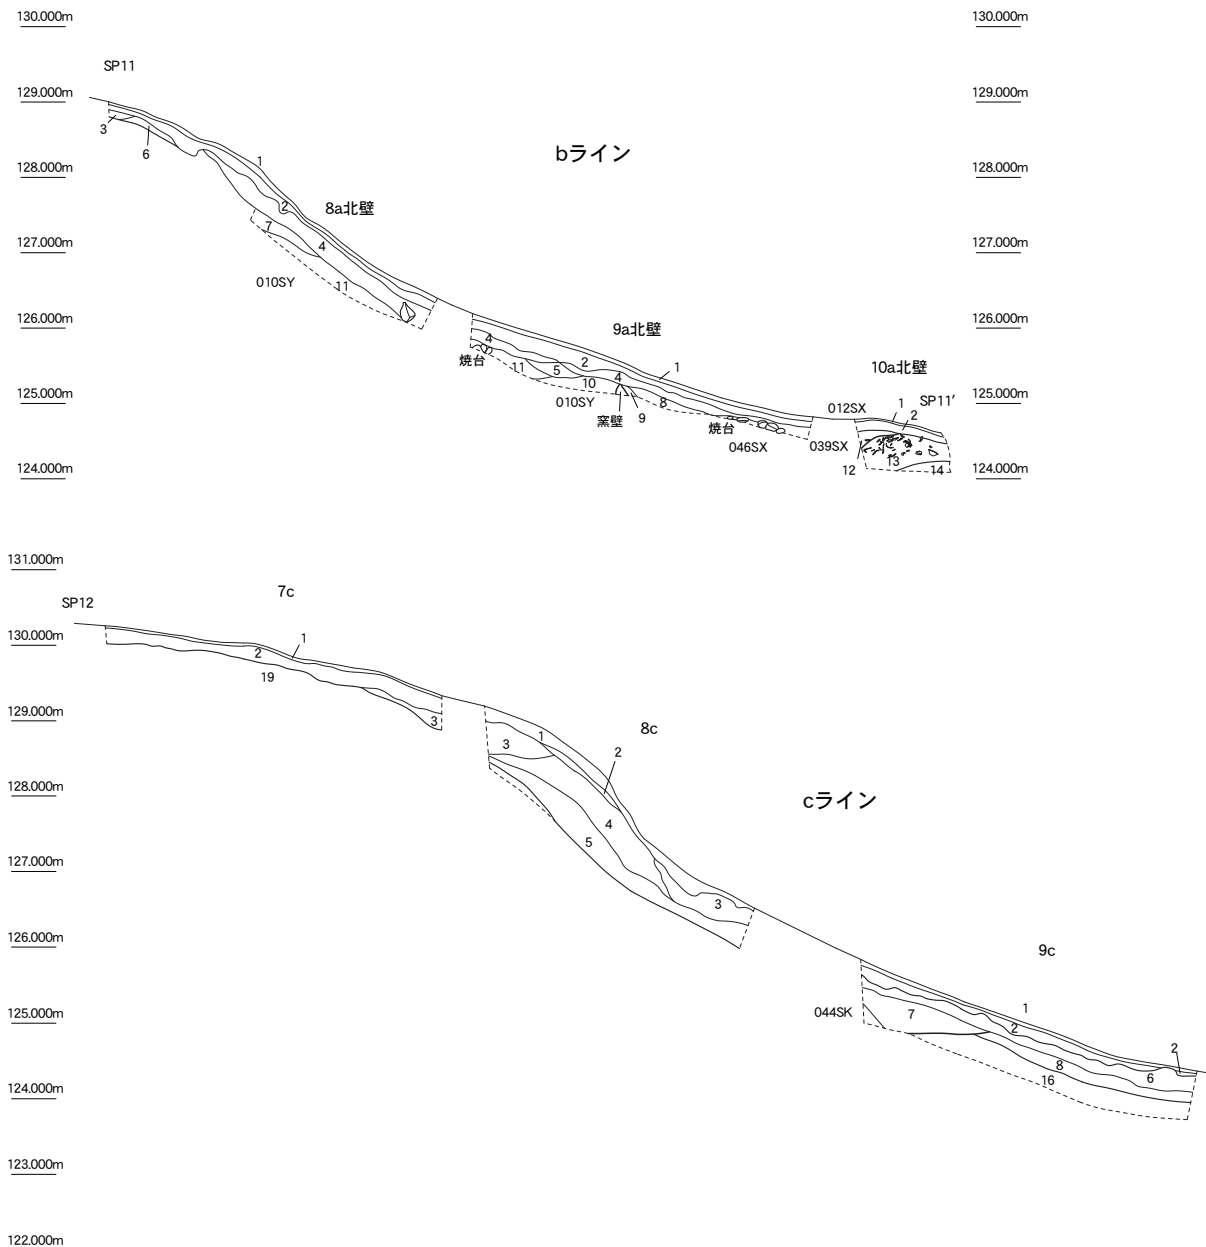 130.000m
130.000m
SP11
129.000m
129.000m
3
6
1
bライン
128.000m
128.000m
2
8a北壁
7
4
127.000m
127.000m
010SY
11
126.000m
126.000m
9a北壁
4
焼台
11
5
2
1
10a北壁
10
4
125.000m
125.000m
010SY
8
窯壁
9
012SX
1
SP11′
2
焼台
046SX
039SX
12
13
14
124.000m
124.000m
131.000m
7c
SP12
130.000m
1
2
19
129.000m
3
8c
1
3
2
128.000m
cライン
4
5
127.000m
3
126.000m
9c
125.000m
044SK
7
1
2
2
8
6
16
124.000m
123.000m
122.000m